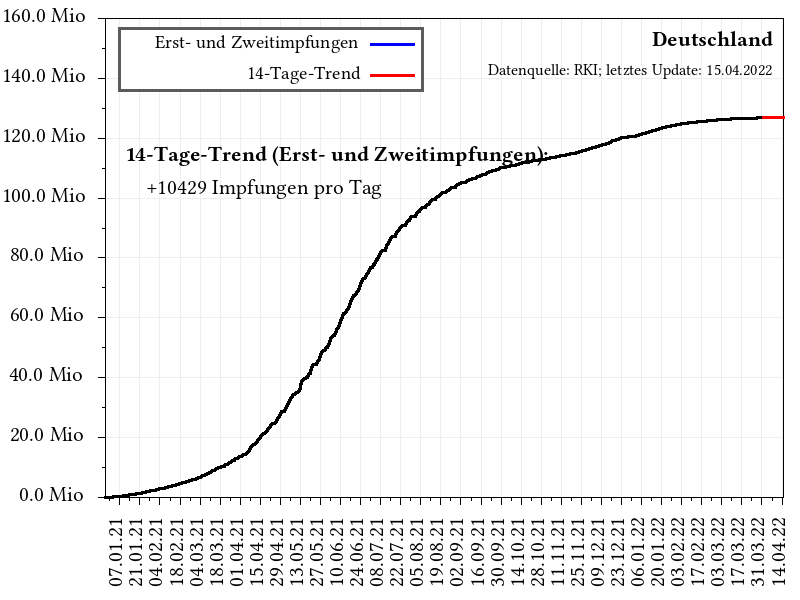 160.0 Mio
140.0 Mio
120.0 Mio
100.0 Mio
80.0 Mio
60.0 Mio
40.0 Mio
20.0 Mio
0.0 Mio
Erst- und Zweitimpfungen
14-Tage-Trend
Deutschland
Datenquelle: RKI; letztes Update: 15.04.2022
14-Tage-Trend (Erst- und Zweitimpfungen):
+10429 Impfungen pro Tag
07.01.21
21.01.21
04.02.21
18.02.21
04.03.21
18.03.21
01.04.21
15.04.21
29.04.21
13.05.21
27.05.21
10.06.21
24.06.21
08.07.21
22.07.21
05.08.21
19.08.21
02.09.21
16.09.21
30.09.21
14.10.21
28.10.21
11.11.21
25.11.21
09.12.21
23.12.21
06.01.22
20.01.22
03.02.22
17.02.22
03.03.22
17.03.22
31.03.22
14.04.22